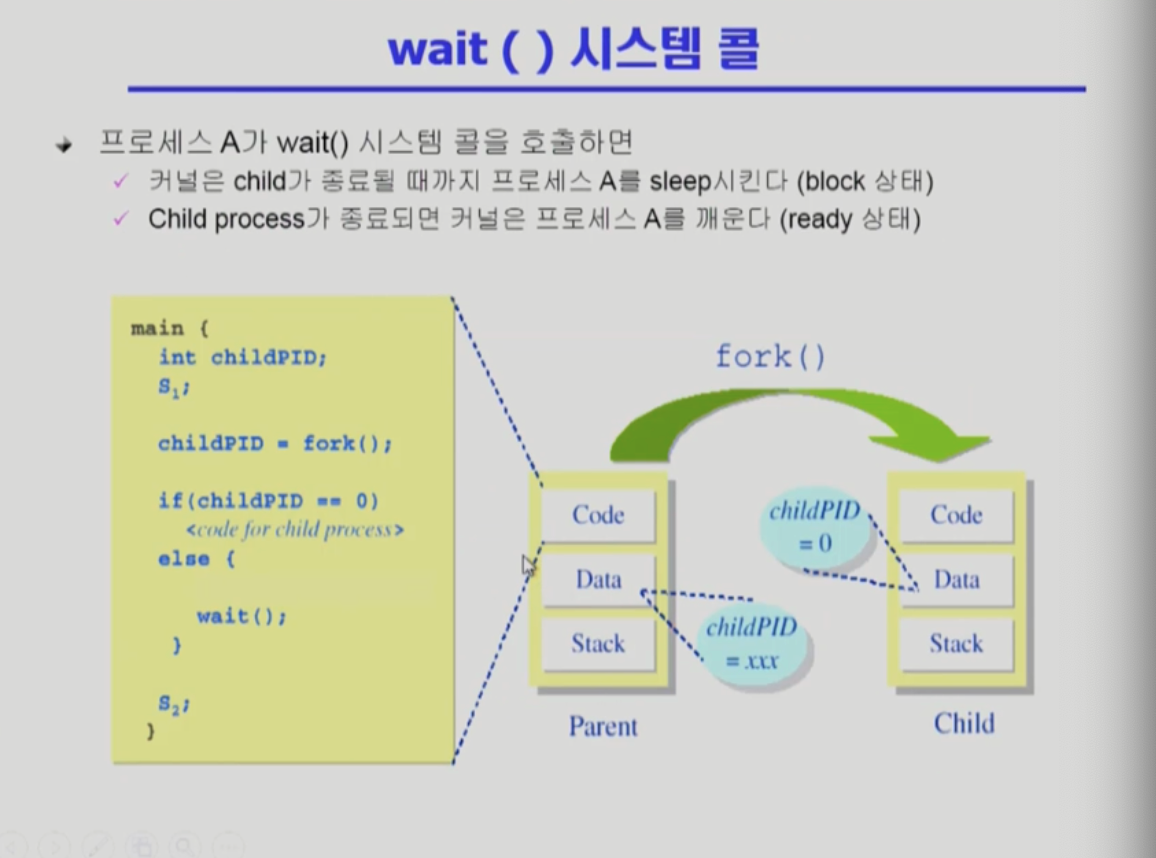 wait ( ) 시스템 콜
프로세스 A가 wait() 시스템 콜을 호출하면
커널은 child가 종료될 때까지 프로세스 A를 sleep시킨다 (block 상태)
Child process가 종료되면 커널은 프로세스 A를 깨운다 (ready 상태)
main {
int childPID;
S1;
childPID = fork();
if(childPID == 0)
<code for child process>
else {
wait();
}
S2;
}
fork()
Code
Data
Stack
Parent
childPID
= xxx
childPID
= 0
Code
Data
Stack
Child